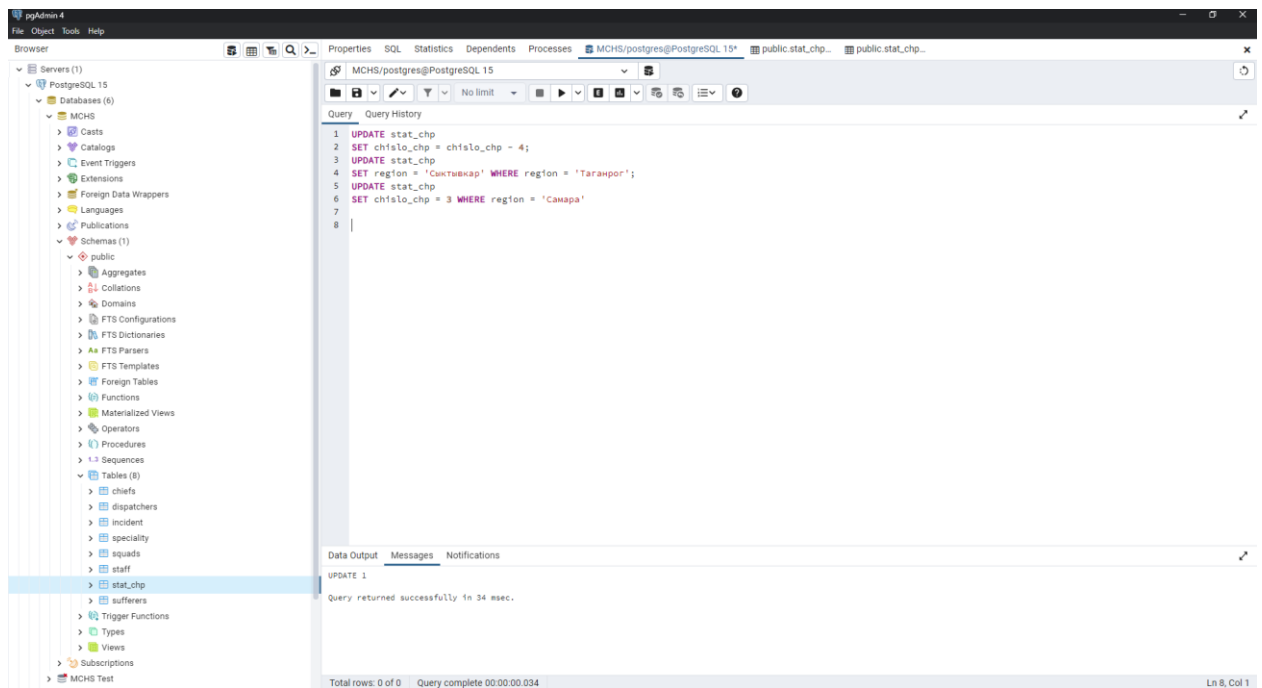 pgAdmin 4
File Object Tools Help
Browser
Properties SQL Statistics Dependents Processes MCHS/postgres@PostgreSQL 15* public.stat_chp... public.stat_chp...
Servers (1)
PostgreSQL 15
Databases (6)
MCHS
Casts
Catalogs
Event Triggers
Extensions
Foreign Data Wrappers
Languages
Publications
Schemas (1)
public
Aggregates
Collations
Domains
FTS Configurations
FTS Dictionaries
Aa FTS Parsers
FTS Templates
Foreign Tables
Functions
Materialized Views
Operators
Procedures
1..3 Sequences
Tables (8)
chiefs
dispatchers
incident
speciality
squads
staff
stat_chp
sufferers
Trigger Functions
Types
Views
Subscriptions
MCHS Test
MCHS/postgres@PostgreSQL 15
No limit
Query Query History
1 UPDATE stat_chp
2 SET chislo_chp = chislo_chp - 4;
3 UPDATE stat_chp
4 SET region = 'Сыктывкар' WHERE region = 'Таганрог';
5 UPDATE stat_chp
6 SET chislo_chp = 3 WHERE region = 'Самара'
7
8
Data Output Messages Notifications
UPDATE 1
Query returned successfully in 34 msec.
Total rows: 0 of 0 Query complete 00:00:00.034 Ln 8, Col 1